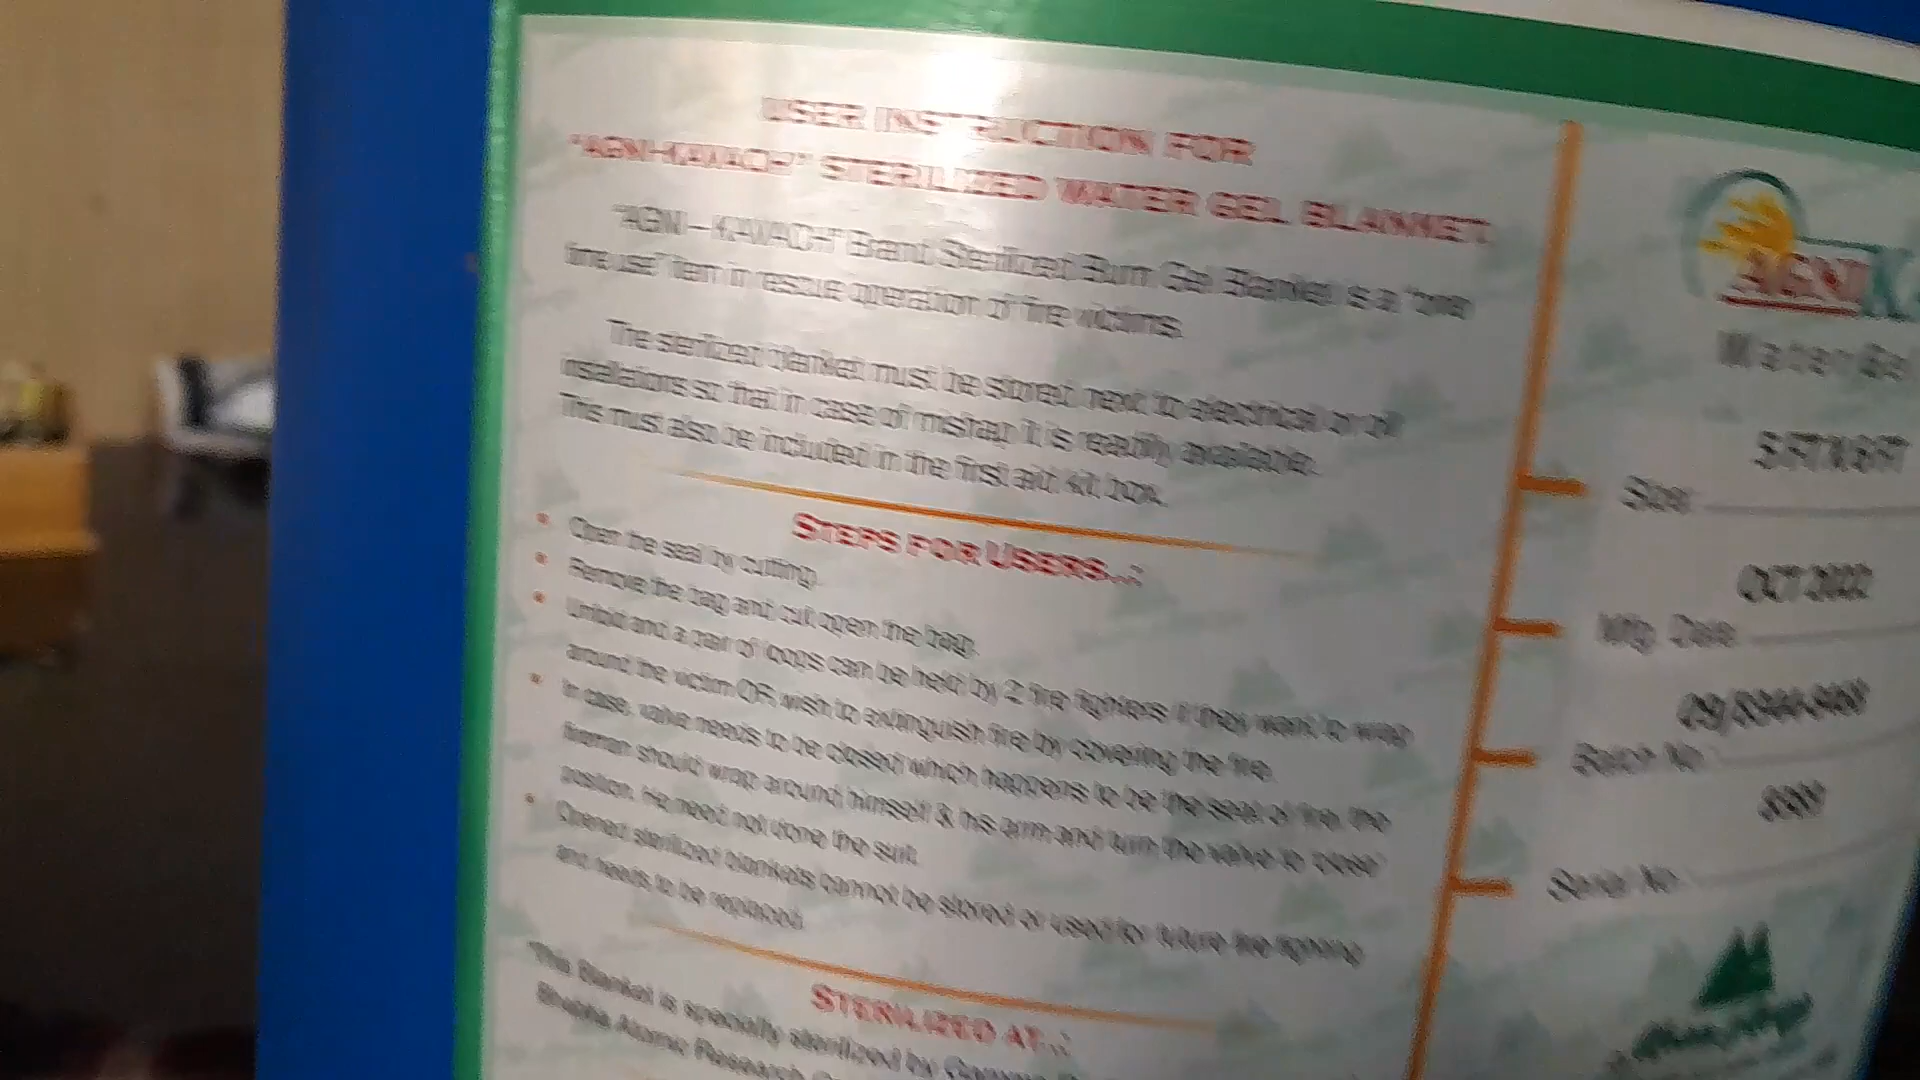 USER INSTRUCTION FOR
"AGNI-KAVACH" STERILIZED WATER GEL BLANKET:
"AGNI - KAVACH" Brand Sterilized Burn Gel Blanket is a "one
time use" item in rescue operation of fire victims.
The sterilized blanket must be stored next to electrical or oil
installations so that in case of mishap it is readily available.
This must also be included in the first aid kit box.
STEPS FOR USERS..:
• Open the seal by cutting.
• Remove the bag and cut open the bag.
• Unfold and a pair of loops can be held by 2 fire fighters if they want to wrap
around the victim OR wish to extinguish fire by covering the fire.
• In case, valve needs to be closed which happens to be the seat of fire, the
fireman should wrap around himself & his arm and turn the valve to 'close'
position. need not done the suit.
• Opened sterilized blankets cannot be stored or used for future fire fighting
and needs to be replaced.
STERILIZED AT..:
The Blanket is specially sterilized by
Bhabha Atomic Research
AGNI KA
Water Ge
Size
OCT 2022
Mfg. Date
Batch No.
Serial No.